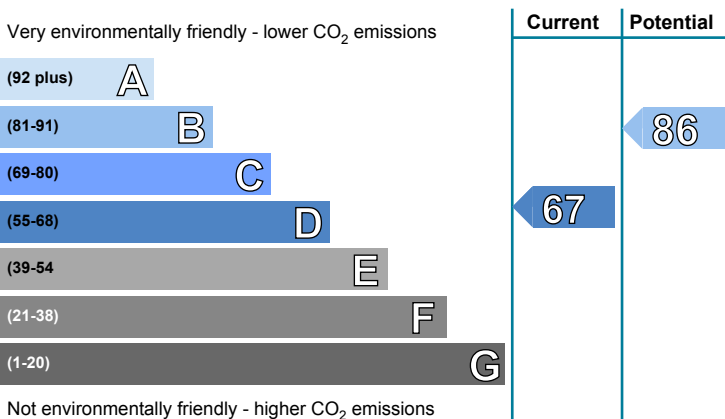 Current Potential
Very environmentally friendly - lower CO2 emissions
(92 plus) A
(81-91) B 86
(69-80) C
(55-68) D 67
(39-54 E
(21-38) F
(1-20) G
Not environmentally friendly - higher CO2 emissions